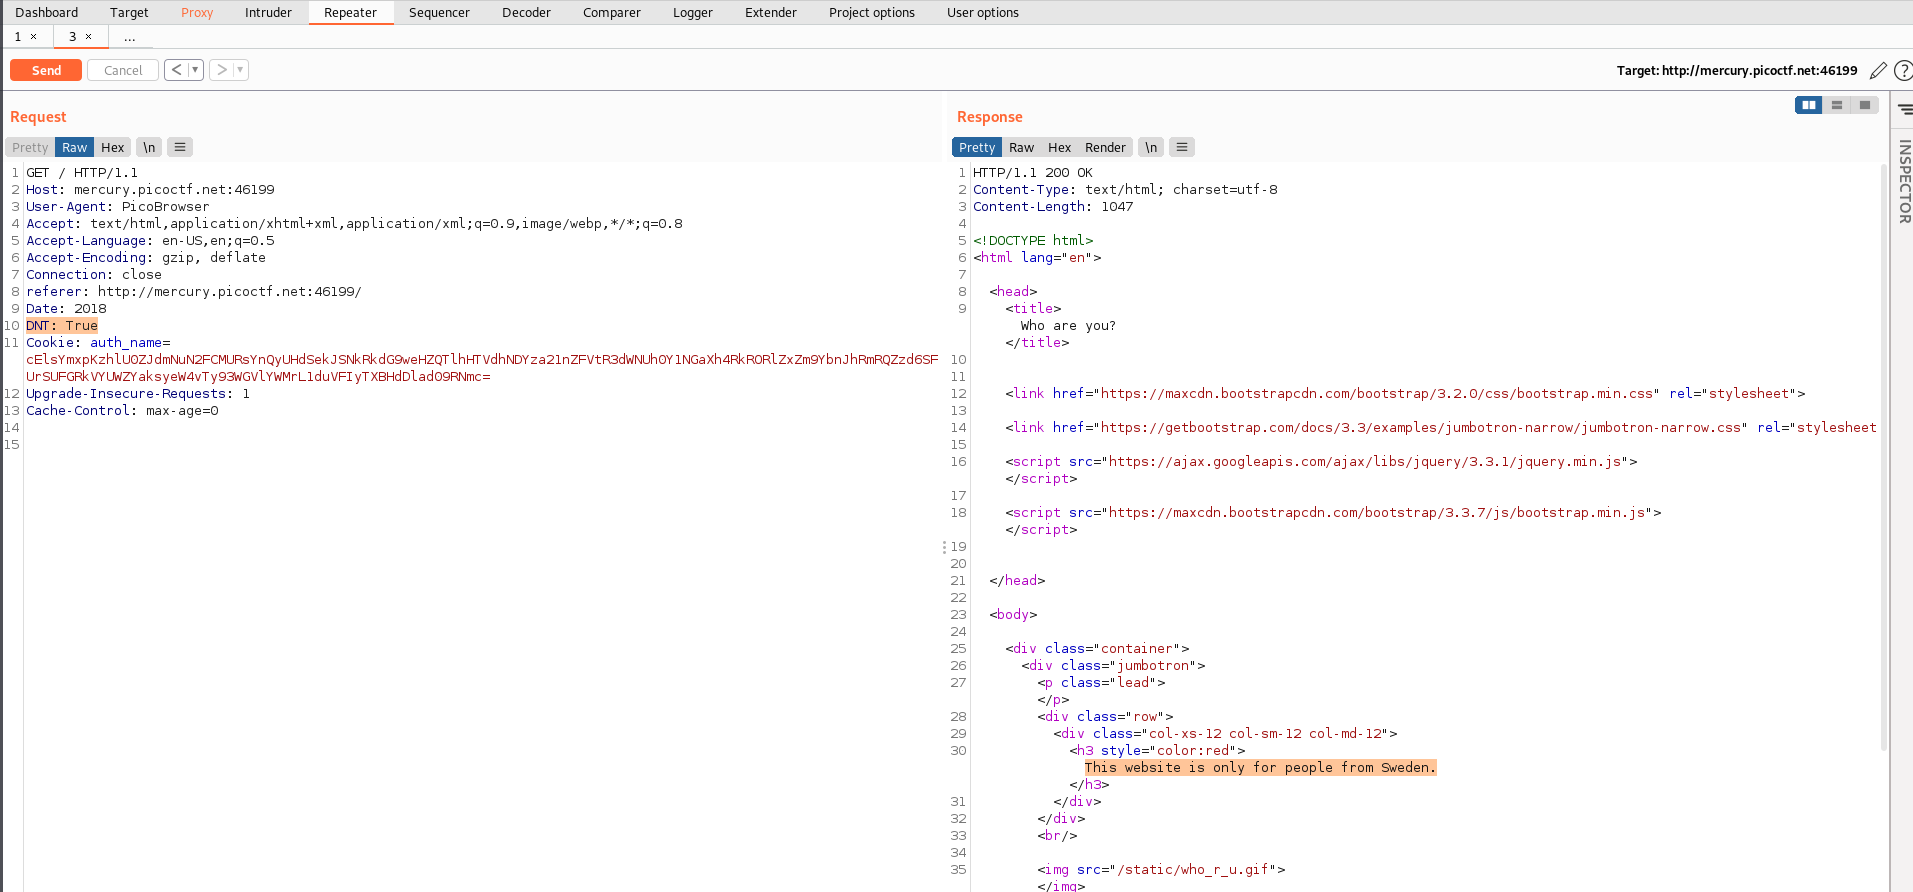 Dashboard Target Proxy Intruder Repeater Sequencer Decoder Comparer Logger Extender Project options User options
1 × 3 × ...
Send Cancel < ▾ > ▾ Target: http://mercury.picoctf.net:46199 ?
Request
Pretty Raw Hex \n ≡
1 GET / HTTP/1.1
2 Host: mercury.picoctf.net:46199
3 User-Agent: PicoBrowser
4 Accept: text/html,application/xhtml+xml,application/xml;q=0.9,image/webp,*/*;q=0.8
5 Accept-Language: en-US,en;q=0.5
6 Accept-Encoding: gzip, deflate
7 Connection: close
8 referer: http://mercury.picoctf.net:46199/
9 Date: 2018
10 DNT: True
11 Cookie: auth_name=
12 Upgrade-Insecure-Requests: 1
13 Cache-Control: max-age=0
14
15
Response
Pretty Raw Hex Render \n ≡
1 HTTP/1.1 200 OK
2 Content-Type: text/html; charset=utf-8
3 Content-Length: 1047
4
5 <!DOCTYPE html>
6 <html lang="en">
7
8 <head>
9 <title>
Who are you?
</title>
10
11
12 <link href="https://maxcdn.bootstrapcdn.com/bootstrap/3.2.0/css/bootstrap.min.css" rel="stylesheet">
13
14 <link href="https://getbootstrap.com/docs/3.3/examples/jumbotron-narrow/jumbotron-narrow.css" rel="stylesheet
15
16 <script src="https://ajax.googleapis.com/ajax/libs/jquery/3.3.1/jquery.min.js">
</script>
17
18 <script src="https://maxcdn.bootstrapcdn.com/bootstrap/3.3.7/js/bootstrap.min.js">
</script>
19
20
21 </head>
22
23 <body>
24
25 <div class="container">
26 <div class="jumbotron">
27 <p class="lead">
</p>
28 <div class="row">
29 <div class="col-xs-12 col-sm-12 col-md-12">
30 <h3 style="color:red">
This website is only for people from Sweden.
</h3>
31 </div>
32 </div>
33 <br/>
34
35 <img src="/static/who_r_u.gif">
</img>
INSPECTOR